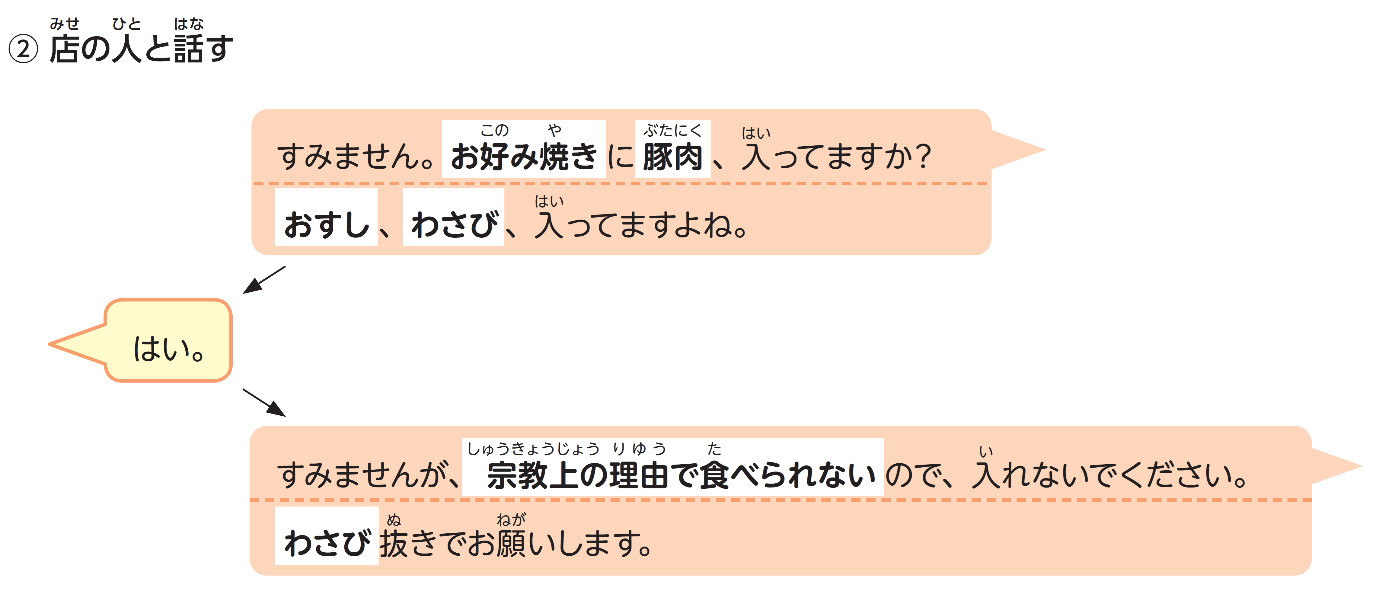 ② 店の人と話す
みせ ひと はな
すみません。お好み焼きに豚肉、入ってますか?
この や ぶたにく はい
おすし、わさび、入ってますよね。
はい
はい。
すみませんが、宗教上の理由で食べられないので、入れないでください。
しゅうきょうじょう りゆう た い
わさび抜きでお願いします。
ぬ ねが